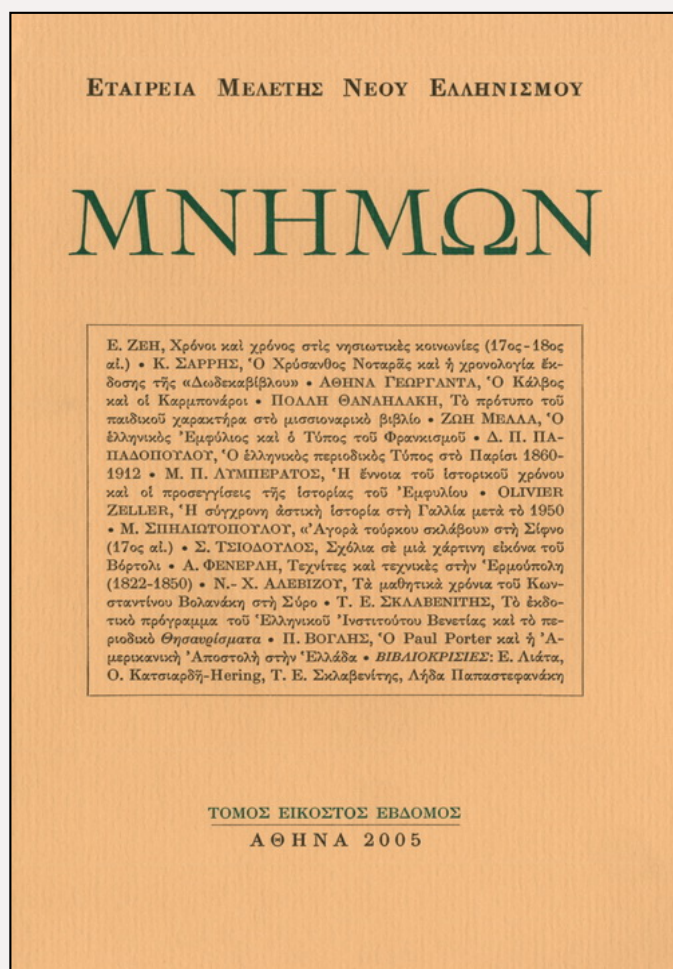 ΕΤΑΙΡΕΙΑ ΜΕΛΕΤΗΣ ΝΕΟΥ ΕΛΛΗΝΙΣΜΟΥ
ΜΝΗΜΩΝ
Ε. ΖΕΗ, Χρόνοι καὶ χρόνος στὶς νησιωτικὲς κοινωνίες (17ος-18ος
αἰ.) • Κ. ΣΑΡΡΗΣ, Ὁ Χρύσανθος Νοταρᾶς καὶ ἡ χρονολογία ἔκ-
δοσης τῆς «Δωδεκαβίβλου» • ΑΘΗΝΑ ΓΕΩΡΓΑΝΤΑ, Ὁ Κάλβος
καὶ οἱ Καρμπονάροι • ΠΟΛΛΗ ΘΑΝΑΗΛΑΚΗ, Τὸ πρότυπο τοῦ
παιδικοῦ χαρακτήρα στὸ μισσιοναρικὸ βιβλίο • ΖΩΗ ΜΕΛΛΑ, Ὁ
ἑλληνικὸς Ἐμφύλιος καὶ ὁ Τύπος τοῦ Φρανκισμοῦ • Δ. Π. ΠΑ-
ΠΑΔΟΠΟΥΛΟΥ, Ὁ ἑλληνικὸς περιοδικὸς Τύπος στὸ Παρίσι 1860-
1912 • Μ. Π. ΛΥΜΠΕΡΑΤΟΣ, Ἡ ἔννοια τοῦ ἱστορικοῦ χρόνου
καὶ οἱ προσεγγίσεις τῆς ἱστορίας τοῦ Ἐμφυλίου • OLIVIER
ZELLER, Ἡ σύγχρονη ἀστικὴ ἱστορία στὴ Γαλλία μετὰ τὸ 1950
• Μ. ΣΠΗΛΙΩΤΟΠΟΥΛΟΥ, «Ἀγορὰ τούρκου σκλάβου» στὴ Σίφνο
(17ος αἰ.) • Σ. ΤΣΙΟΔΟΥΛΟΣ, Σχόλια σὲ μιὰ χάρτινη εἰκόνα τοῦ
Βόρτολι • Α. ΦΕΝΕΡΛΗ, Τεχνίτες καὶ τεχνικὲς στὴν Ἑρμούπολη
(1822-1850) • Ν.- Χ. ΑΛΕΒΙΖΟΥ, Τὰ μαθητικὰ χρόνια τοῦ Κων-
σταντίνου Βολανάκη στὴ Σύρο • Τ. Ε. ΣΚΛΑΒΕΝΙΤΗΣ, Τὸ ἐκδο-
τικὸ πρόγραμμα τοῦ Ἑλληνικοῦ Ἰνστιτούτου Βενετίας καὶ τὸ πε-
ριοδικὸ Θησαυρίσματα • Π. ΒΟΓΛΗΣ, Ὁ Paul Porter καὶ ἡ Ἀ-
μερικανικὴ Ἀποστολὴ στὴν Ἑλλάδα • ΒΙΒΛΙΟΚΡΙΣΙΕΣ: Ε. Λιάτα,
Ο. Κατσιαρδῆ-Hering, Τ. Ε. Σκλαβενίτης, Λήδα Παπαστεφανάκη
ΤΟΜΟΣ ΕΙΚΟΣΤΟΣ ΕΒΔΟΜΟΣ
ΑΘΗΝΑ 2005